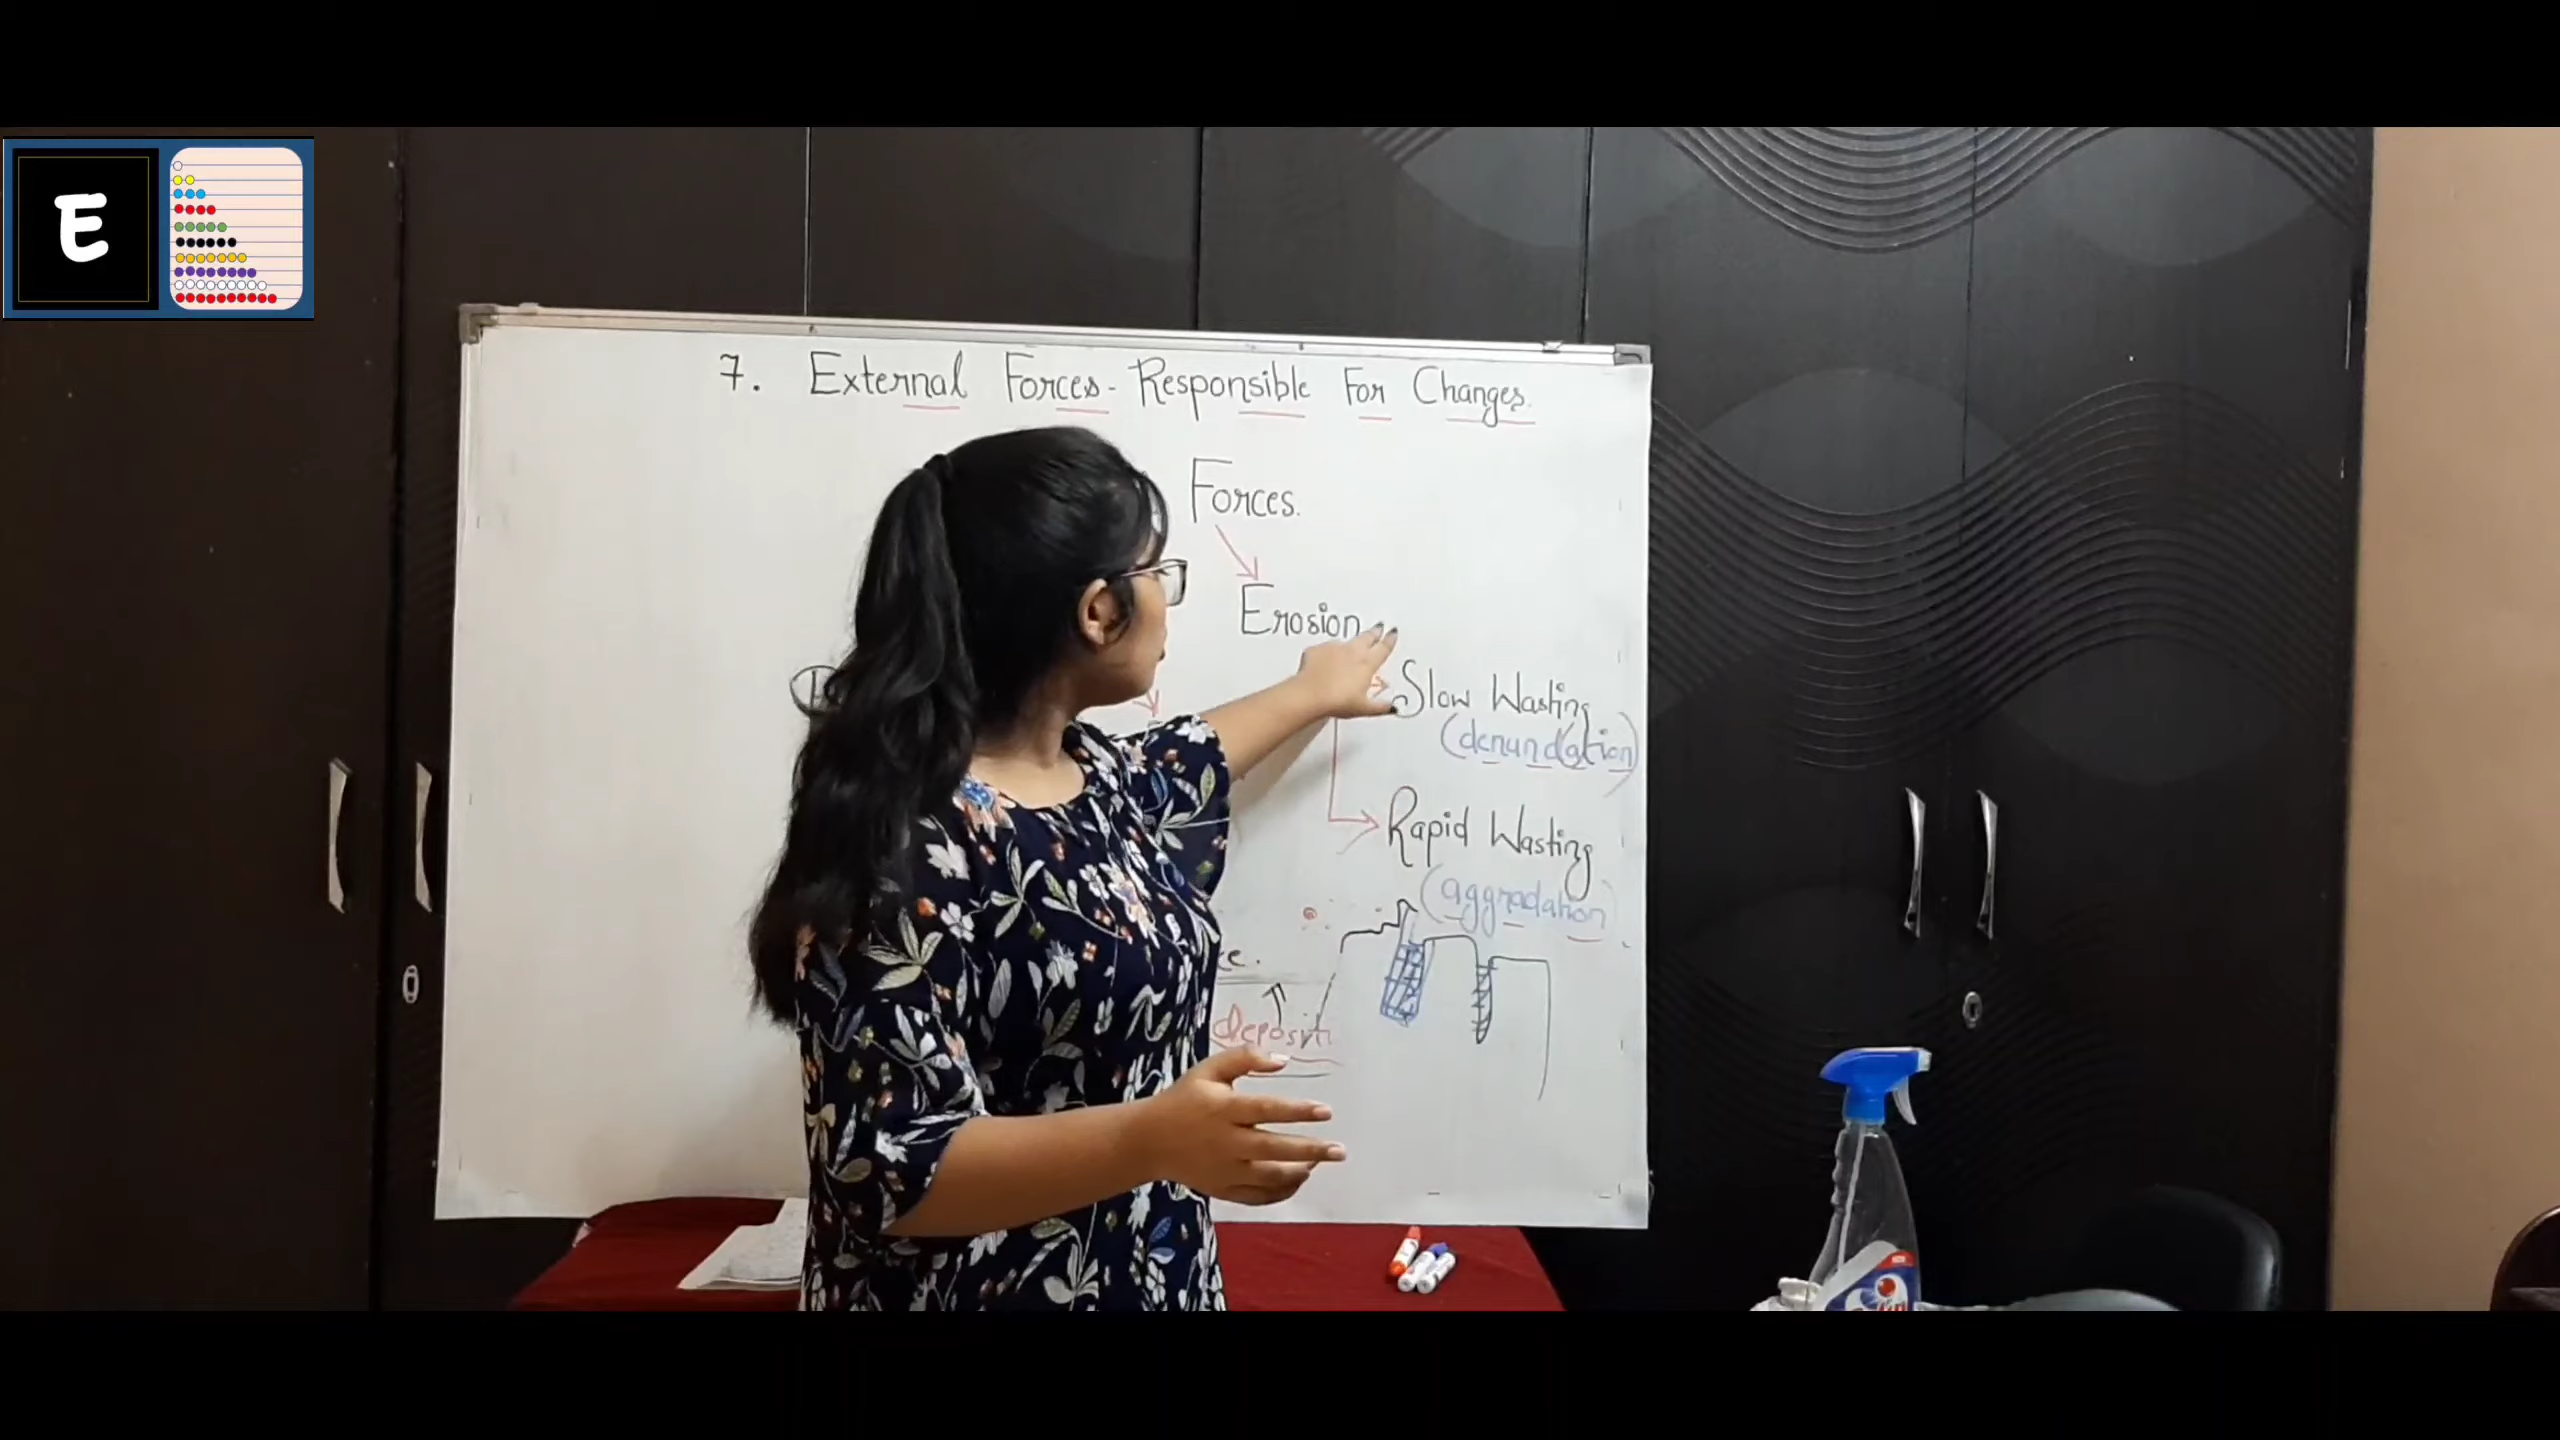 E
7. External Forces - Responsible For Changes.
Forces.
Erosion
Slow Wasting
(denundation)
Rapid Wasting
(aggradation)
deposit